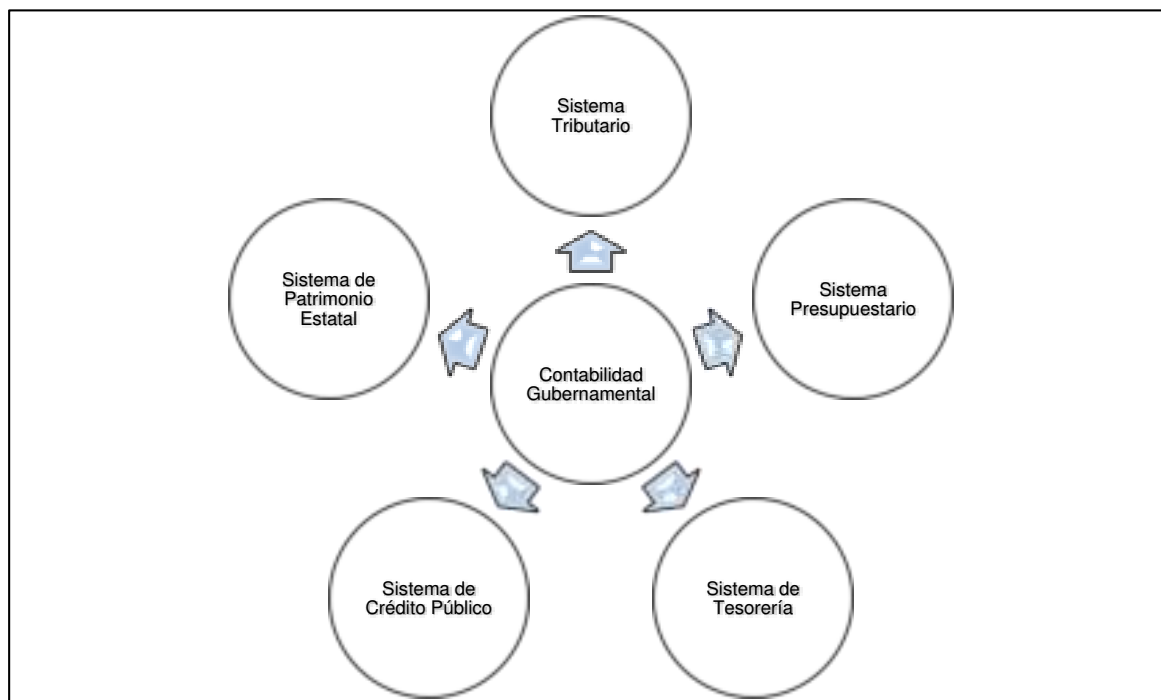 Sistema
Tributario
Sistema de
Patrimonio
Estatal
Sistema
Presupuestario
Contabilidad
Gubernamental
Sistema de
Crédito Público
Sistema de
Tesorería